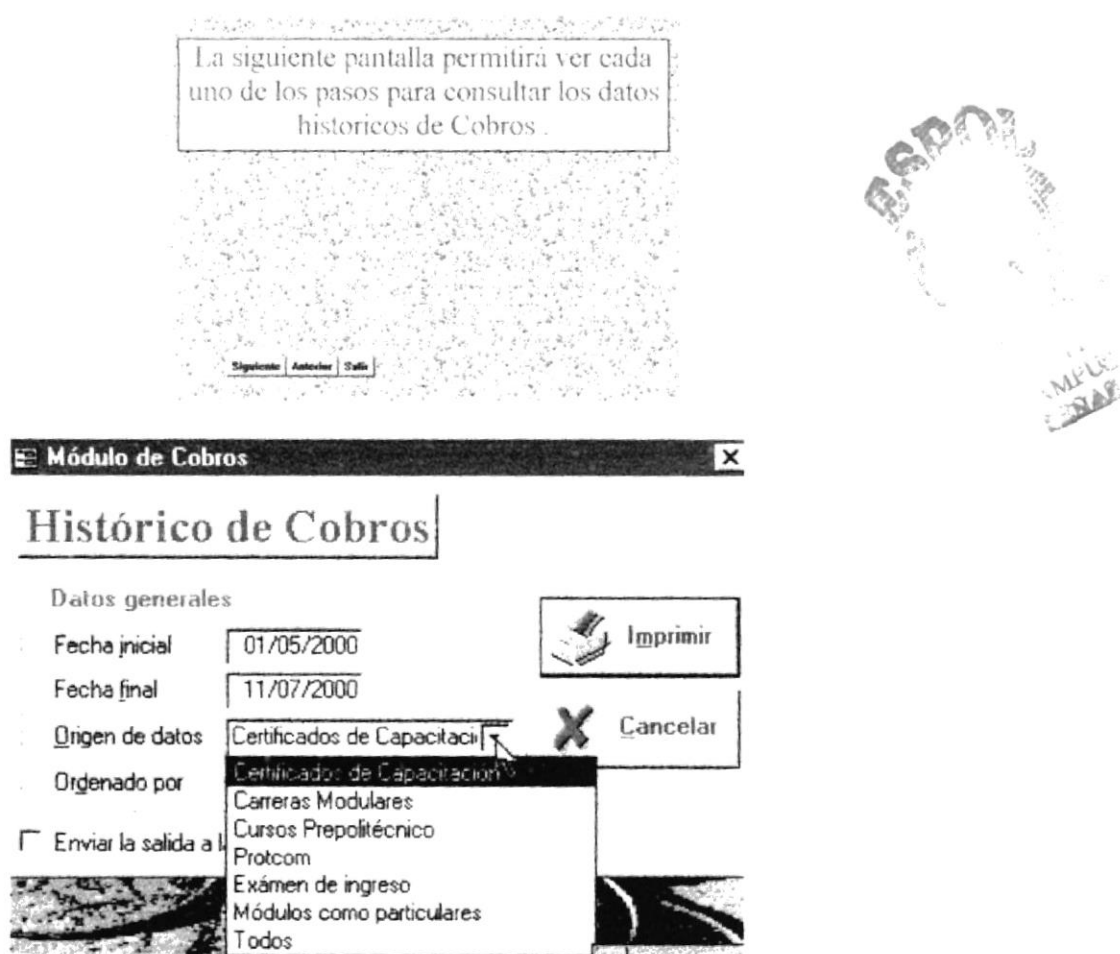 La siguiente pantalla permitirá ver cada
uno de los pasos para consultar los datos
historicos de Cobros .
ESPOL
Siguiente Anterior Salir
Módulo de Cobros
Histórico de Cobros
Datos generales
Fecha inicial 01/05/2000
Imprimir
Fecha final 11/07/2000
Origen de datos Certificados de Capacitació
Cancelar
Certificados de Capacitación
Ordenado por
Carreras Modulares
Cursos Prepolitécnico
Enviar la salida a l
Protcom
Exámen de ingreso
Módulos como particulares
Todos